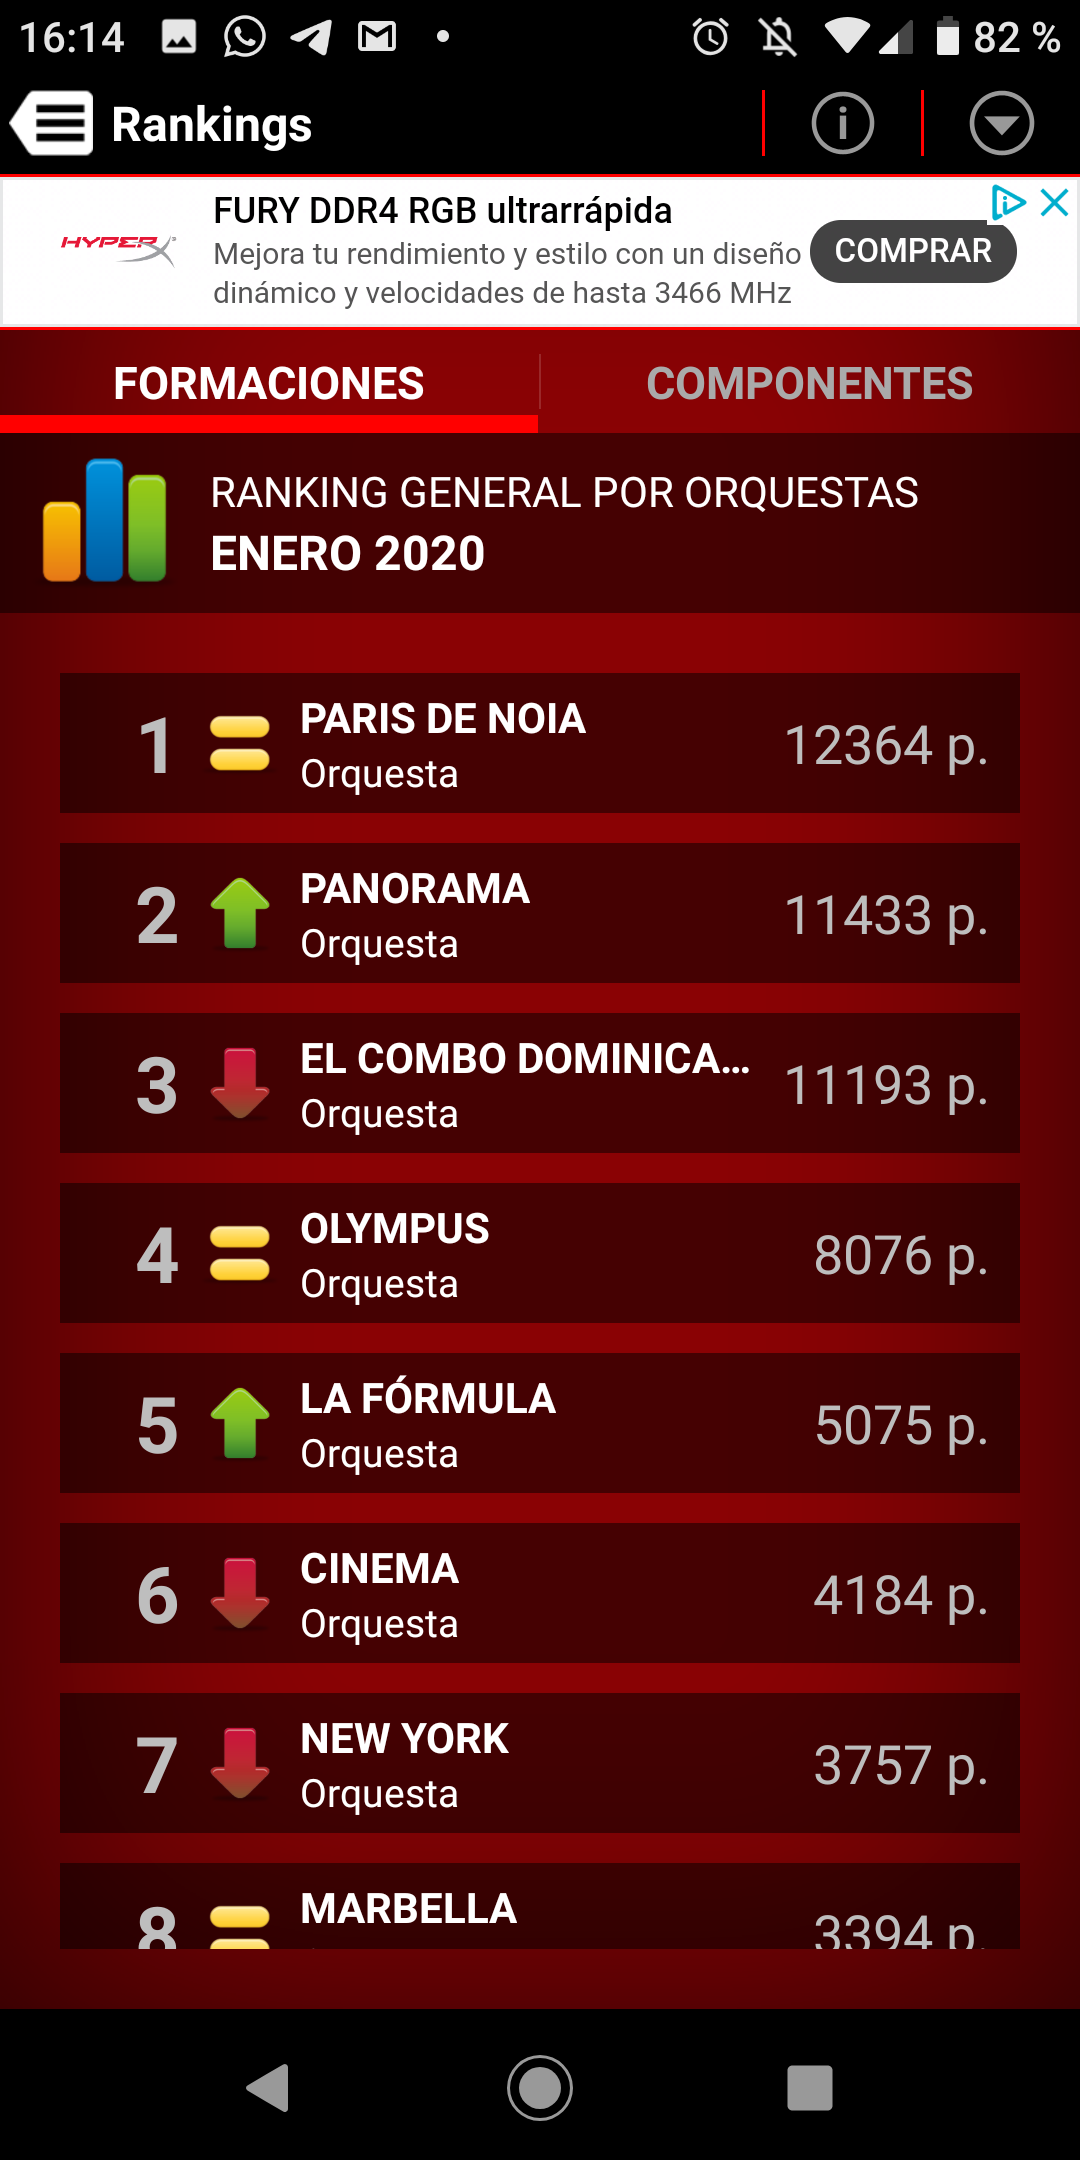 16:14
82 %
Rankings
FURY DDR4 RGB ultrarrápida
HYPERX
Mejora tu rendimiento y estilo con un diseño
dinámico y velocidades de hasta 3466 MHz
COMPRAR
FORMACIONES
COMPONENTES
RANKING GENERAL POR ORQUESTAS
ENERO 2020
1
PARIS DE NOIA
Orquesta
12364 p.
2
PANORAMA
Orquesta
11433 p.
3
EL COMBO DOMINICA...
Orquesta
11193 p.
4
OLYMPUS
Orquesta
8076 p.
5
LA FÓRMULA
Orquesta
5075 p.
6
CINEMA
Orquesta
4184 p.
7
NEW YORK
Orquesta
3757 p.
8
MARBELLA
3394 p.